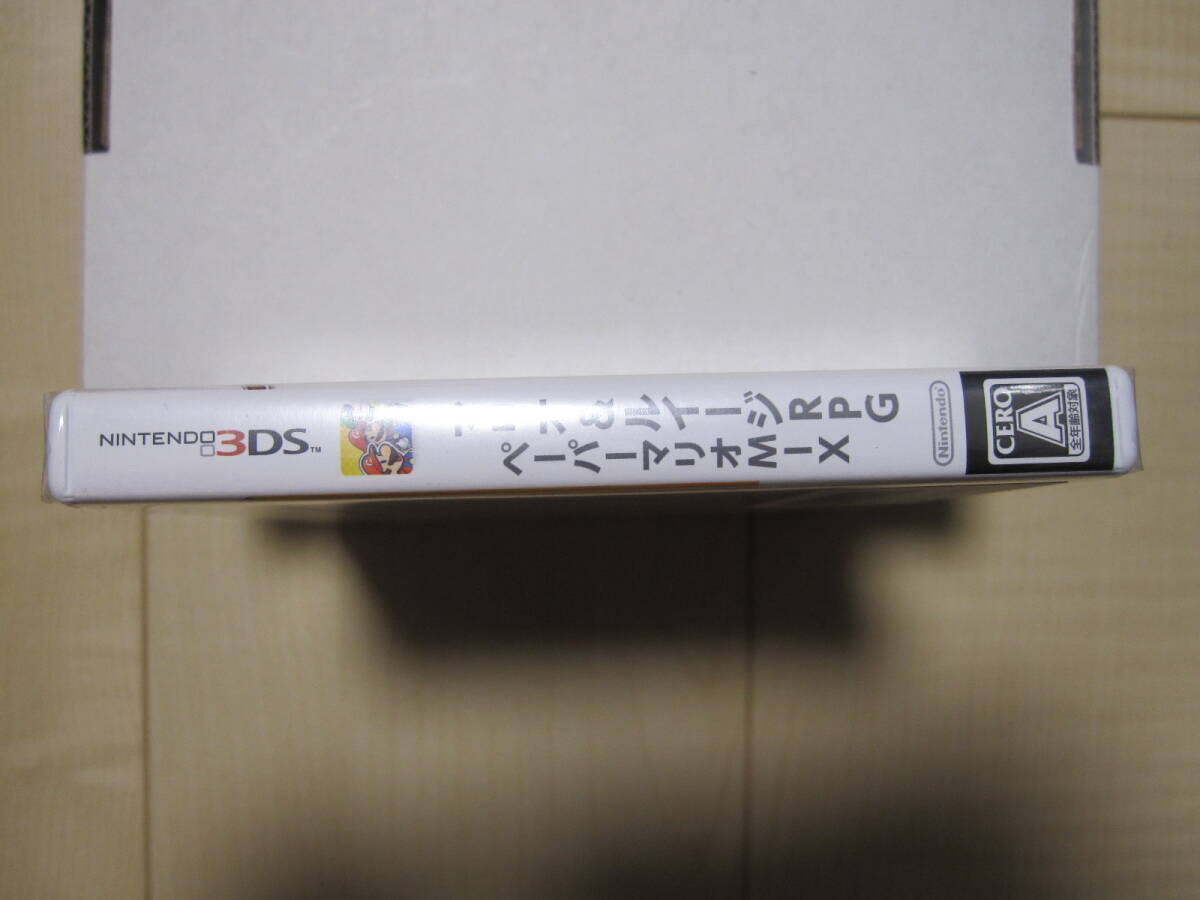 NINTENDO 3DS™
マリオ&ルイージRPG
ペーパーマリオMIX
Nintendo
CERO
A
全年齢対象